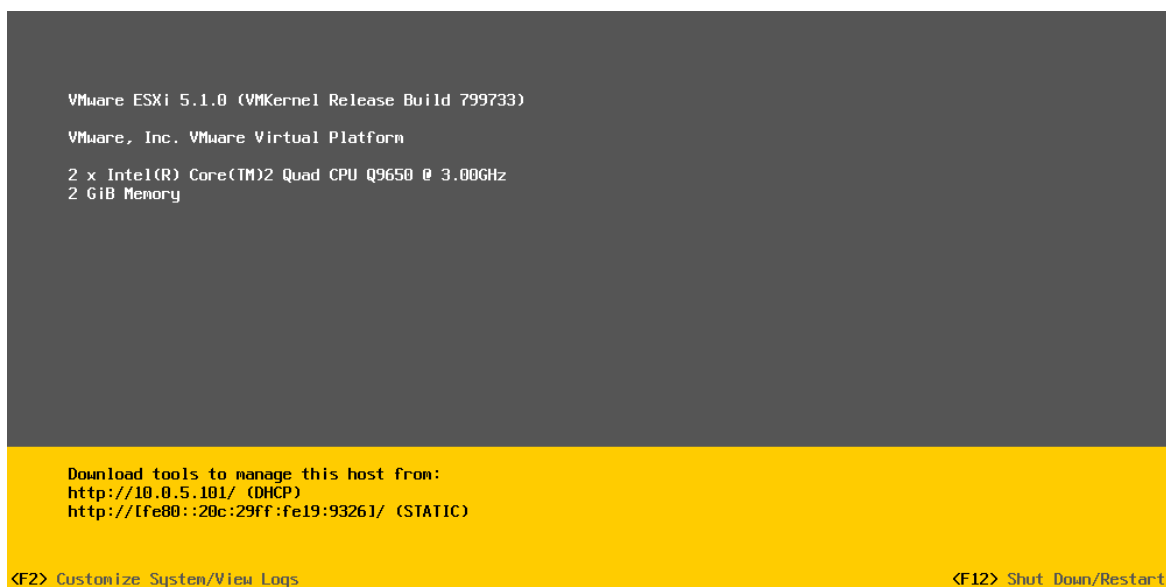 VMware ESXi 5.1.0 (VMKernel Release Build 799733)
VMware, Inc. VMware Virtual Platform
2 x Intel(R) Core(TM)2 Quad CPU Q9650 @ 3.00GHz
2 GiB Memory
Download tools to manage this host from:
http://10.0.5.101/ (DHCP)
http://[fe80::20c:29ff:fe19:9326]/ (STATIC)
<F2> Customize System/View Logs
<F12> Shut Down/Restart